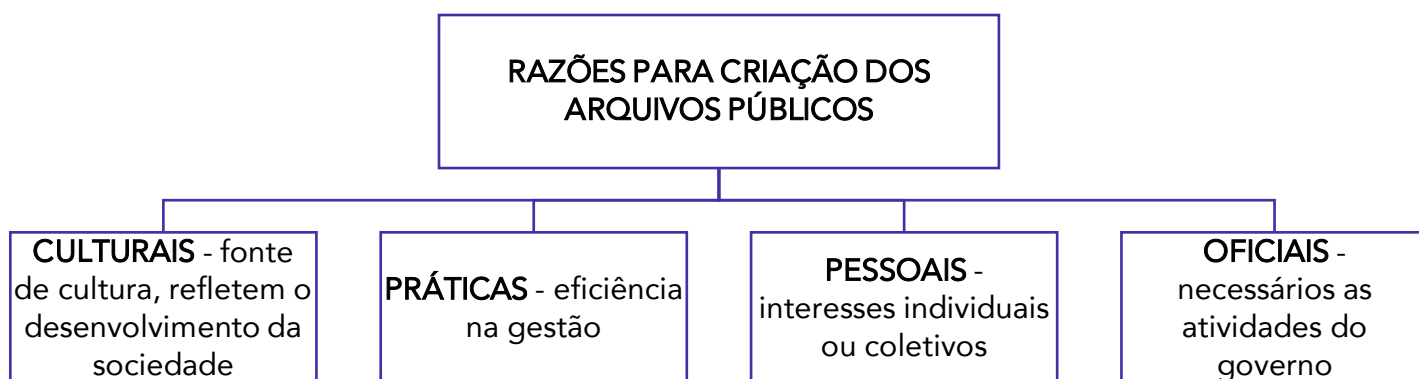 RAZÕES PARA CRIAÇÃO DOS
ARQUIVOS PÚBLICOS
CULTURAIS - fonte
de cultura, refletem o
desenvolvimento da
sociedade
PRÁTICAS - eficiência
na gestão
PESSOAIS -
interesses individuais
ou coletivos
OFICIAIS -
necessários as
atividades do
governo